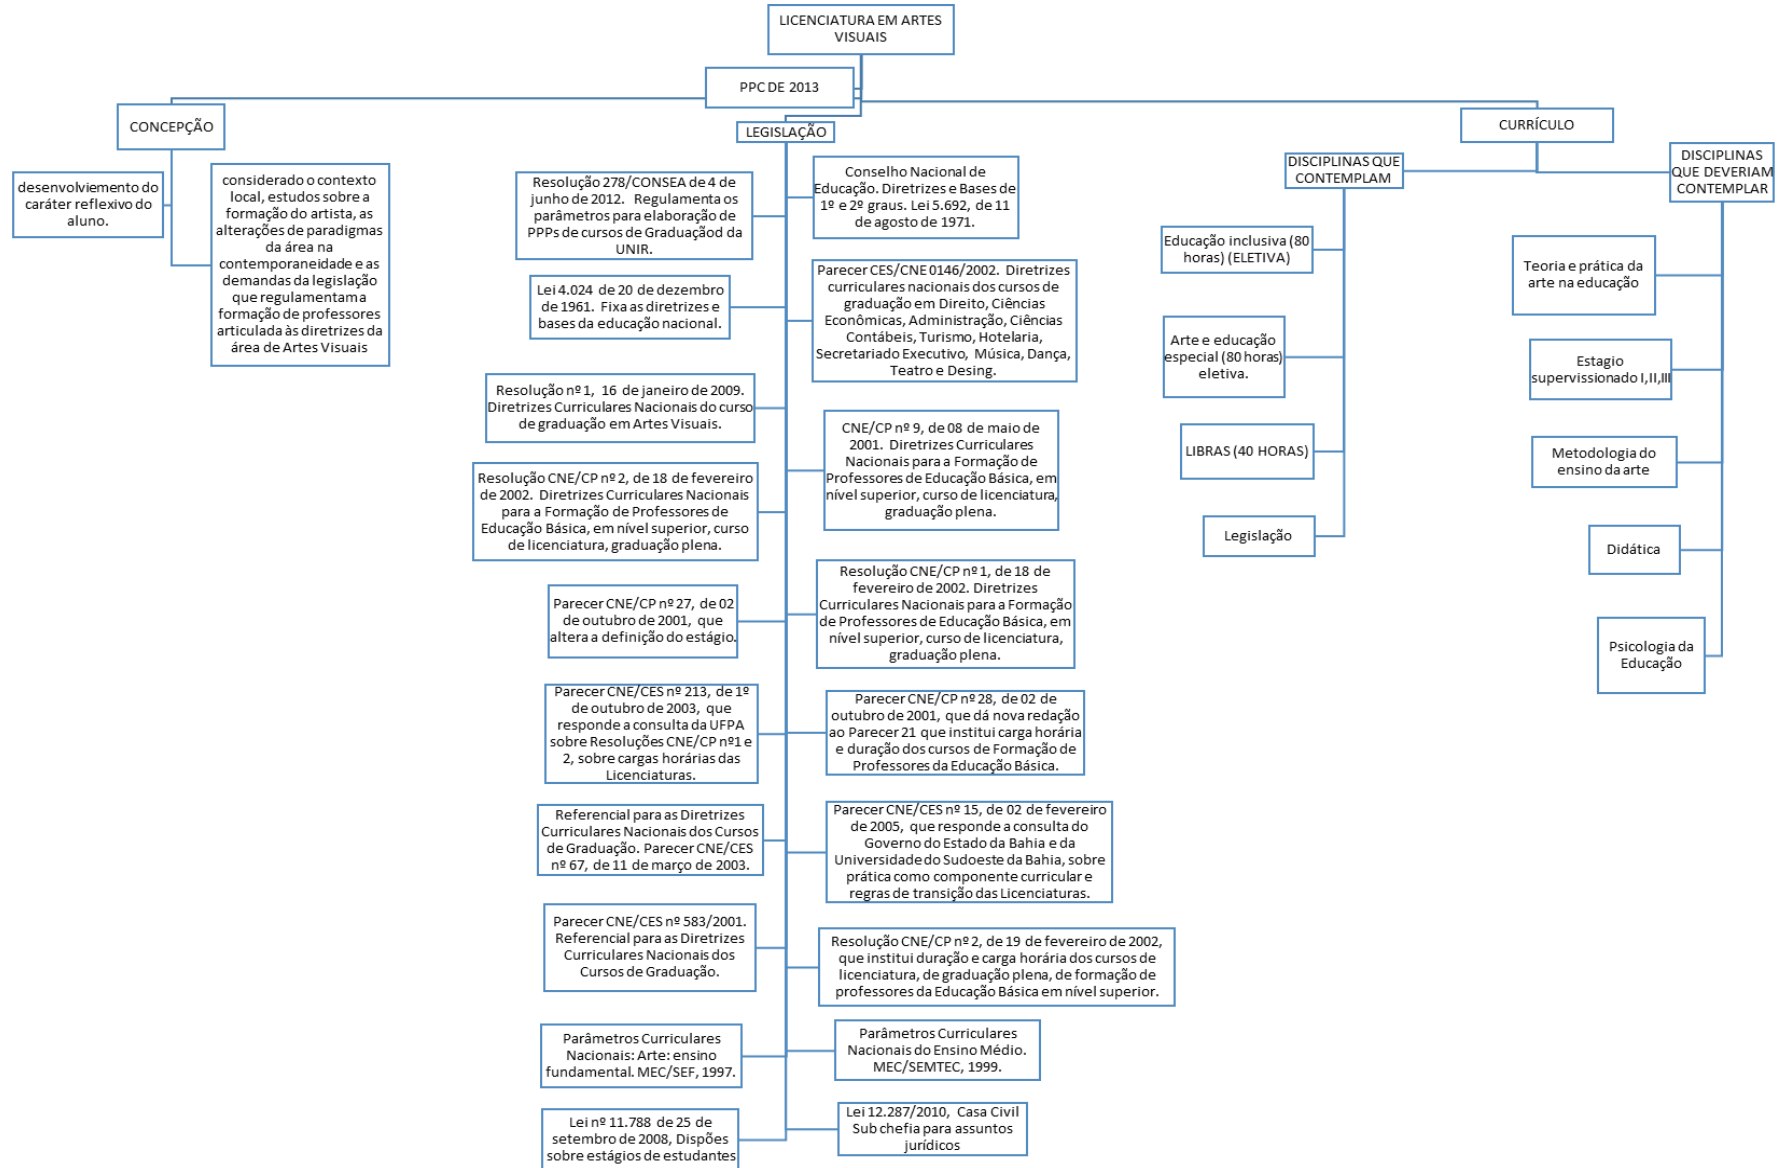 LICENCIATURA EM ARTES
VISUAIS
PPC DE 2013
CONCEPÇÃO
desenvolviemento do
caráter reflexivo do
aluno.
considerado o contexto
local, estudos sobre a
formação do artista, as
alterações de paradigmas
da área na
contemporaneidade e as
demandas da legislação
que regulamentam a
formação de professores
articulada às diretrizes da
área de Artes Visuais
LEGISLAÇÃO
Resolução 278/CONSEA de 4 de
junho de 2012. Regulamenta os
parâmetros para elaboração de
PPPs de cursos de Graduaçãod da
UNIR.
Conselho Nacional de
Educação. Diretrizes e Bases de
1º e 2º graus. Lei 5.692, de 11
de agosto de 1971.
Lei 4.024 de 20 de dezembro
de 1961. Fixa as diretrizes e
bases da educação nacional.
Parecer CES/CNE 0146/2002. Diretrizes
curriculares nacionais dos cursos de
graduação em Direito, Ciências
Econômicas, Administração, Ciências
Contábeis, Turismo, Hotelaria,
Secretariado Executivo, Música, Dança,
Teatro e Desing.
Resolução nº 1, 16 de janeiro de 2009.
Diretrizes Curriculares Nacionais do curso
de graduação em Artes Visuais.
CNE/CP nº 9, de 08 de maio de
2001. Diretrizes Curriculares
Nacionais para a Formação de
Professores de Educação Básica, em
nível superior, curso de licenciatura,
graduação plena.
Resolução CNE/CP nº 2, de 18 de fevereiro
de 2002. Diretrizes Curriculares Nacionais
para a Formação de Professores de
Educação Básica, em nível superior, curso
de licenciatura, graduação plena.
Resolução CNE/CP nº 1, de 18 de
fevereiro de 2002. Diretrizes
Curriculares Nacionais para a Formação
de Professores de Educação Básica, em
nível superior, curso de licenciatura,
graduação plena.
Parecer CNE/CP nº 27, de 02
de outubro de 2001, que
altera a definição do estágio.
Parecer CNE/CES nº 213, de 1º
de outubro de 2003, que
responde a consulta da UFPA
sobre Resoluções CNE/CP nº1 e
2, sobre cargas horárias das
Licenciaturas.
Parecer CNE/CP nº 28, de 02 de
outubro de 2001, que dá nova redação
ao Parecer 21 que institui carga horária
e duração dos cursos de Formação de
Professores da Educação Básica.
Referencial para as Diretrizes
Curriculares Nacionais dos Cursos
de Graduação. Parecer CNE/CES
nº 67, de 11 de março de 2003.
Parecer CNE/CES nº 15, de 02 de fevereiro
de 2005, que responde a consulta do
Governo do Estado da Bahia e da
Universidade do Sudoeste da Bahia, sobre
prática como componente curricular e
regras de transição das Licenciaturas.
Parecer CNE/CES nº 583/2001.
Referencial para as Diretrizes
Curriculares Nacionais dos
Cursos de Graduação.
Resolução CNE/CP nº 2, de 19 de fevereiro de 2002,
que institui duração e carga horária dos cursos de
licenciatura, de graduação plena, de formação de
professores da Educação Básica em nível superior.
Parâmetros Curriculares
Nacionais: Arte: ensino
fundamental. MEC/SEF, 1997.
Parâmetros Curriculares
Nacionais do Ensino Médio.
MEC/SEMTEC, 1999.
Lei nº 11.788 de 25 de
setembro de 2008, Dispões
sobre estágios de estudantes
Lei 12.287/2010, Casa Civil
Sub chefia para assuntos
jurídicos
CURRÍCULO
DISCIPLINAS QUE
CONTEMPLAM
Educação inclusiva (80
horas) (ELETIVA)
Arte e educação
especial (80 horas)
eletiva.
LIBRAS (40 HORAS)
Legislação
DISCIPLINAS
QUE DEVERIAM
CONTEMPLAR
Teoria e prática da
arte na educação
Estagio
supervissionado I,II,III
Metodologia do
ensino da arte
Didática
Psicologia da
Educação